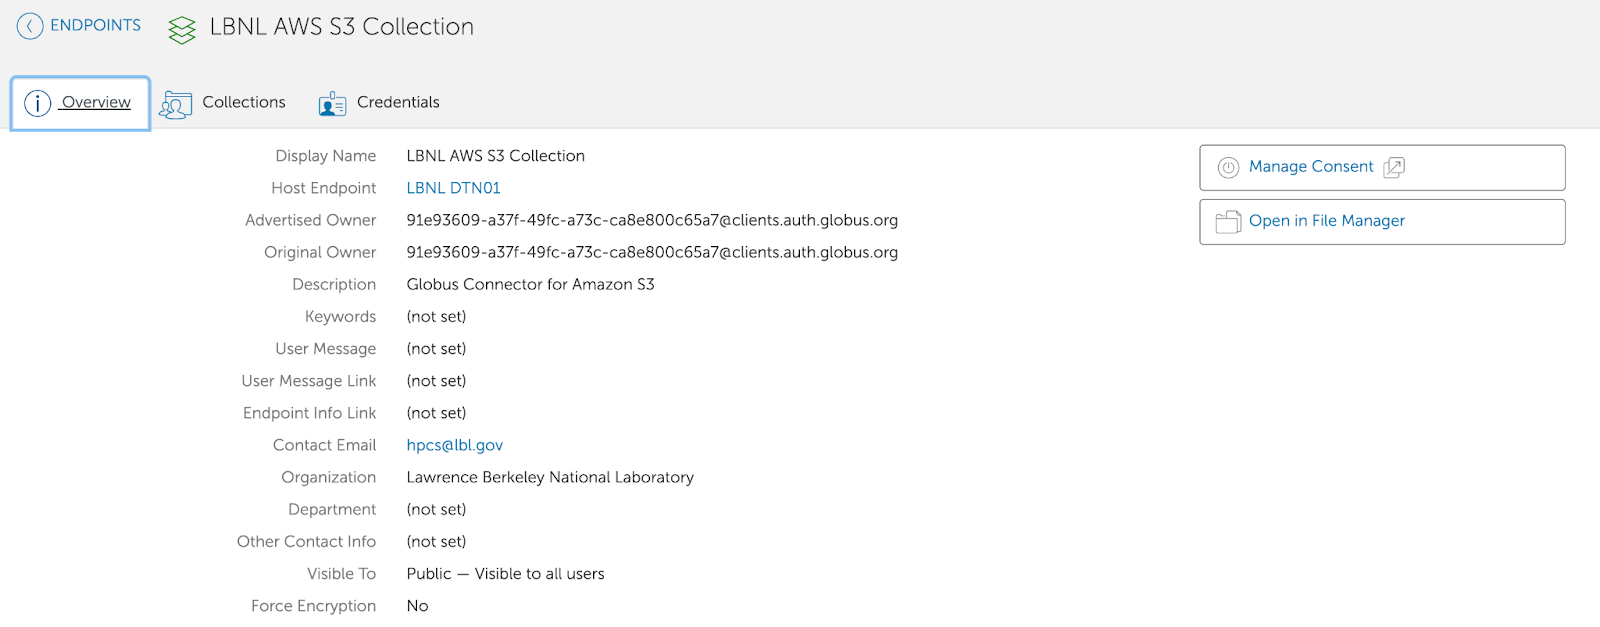 ENDPOINTS LBNL AWS S3 Collection
Overview Collections Credentials
Display Name LBNL AWS S3 Collection
Manage Consent
Host Endpoint LBNL DTN01
Advertised Owner 91e93609-a37f-49fc-a73c-ca8e800c65a7@clients.auth.globus.org
Open in File Manager
Original Owner 91e93609-a37f-49fc-a73c-ca8e800c65a7@clients.auth.globus.org
Description Globus Connector for Amazon S3
Keywords (not set)
User Message (not set)
User Message Link (not set)
Endpoint Info Link (not set)
Contact Email hpcs@lbl.gov
Organization Lawrence Berkeley National Laboratory
Department (not set)
Other Contact Info (not set)
Visible To Public — Visible to all users
Force Encryption No